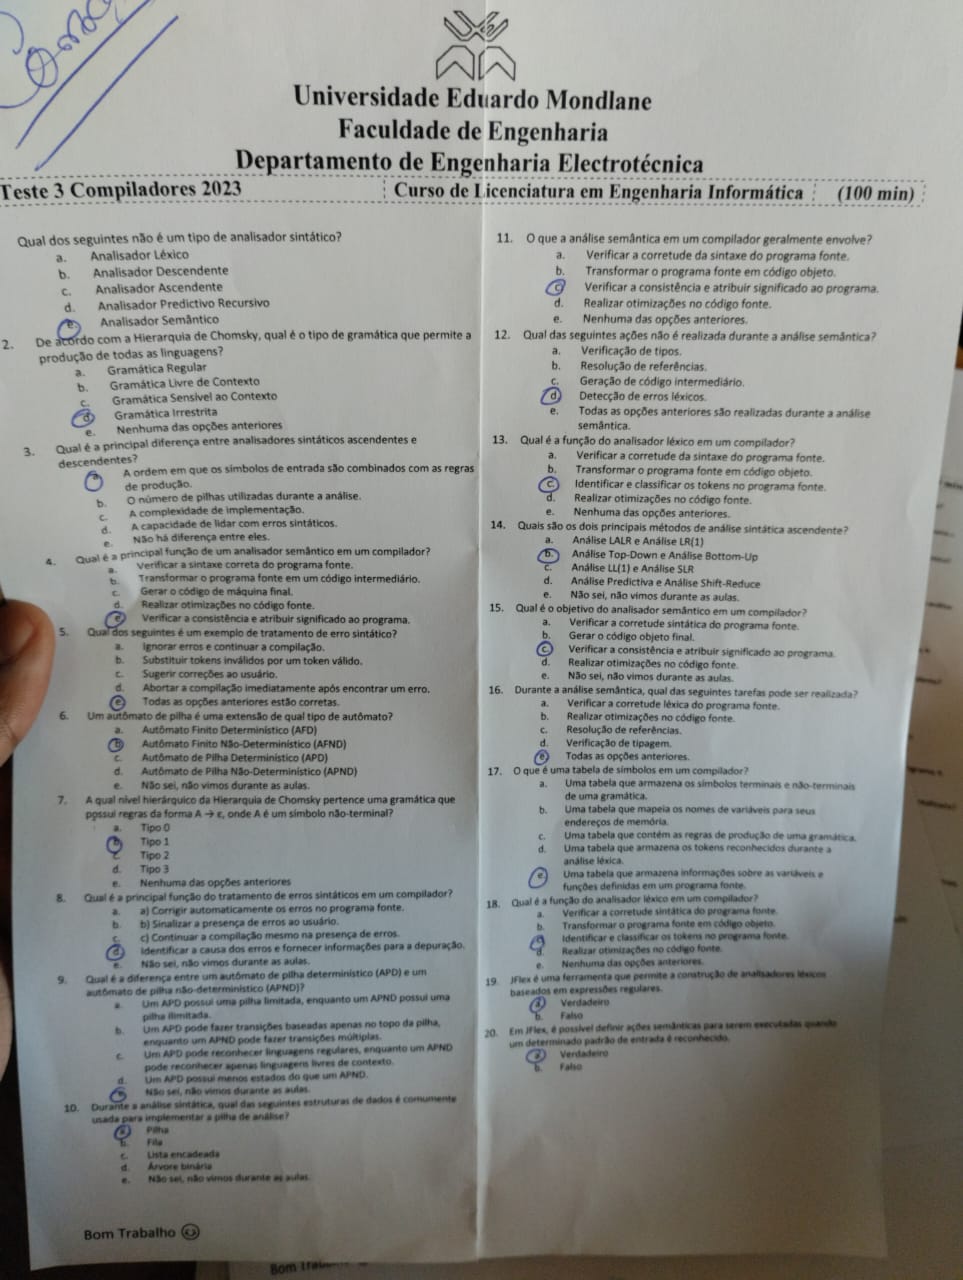 Universidade Eduardo Mondlane
Faculdade de Engenharia
Departamento de Engenharia Electrotécnica
Teste 3 Compiladores 2023 Curso de Licenciatura em Engenharia Informática (100 min)
Qual dos seguintes não é um tipo de analisador sintático?
a. Analisador Léxico
b. Analisador Descendente
c. Analisador Ascendente
d. Analisador Predictivo Recursivo
e. Analisador Semântico
2. De acordo com a Hierarquia de Chomsky, qual é o tipo de gramática que permite a
produção de todas as linguagens?
a. Gramática Regular
b. Gramática Livre de Contexto
c. Gramática Sensível ao Contexto
d. Gramática Irrestrita
e. Nenhuma das opções anteriores
3. Qual é a principal diferença entre analisadores sintáticos ascendentes e
descendentes?
a. A ordem em que os símbolos de entrada são combinados com as regras
de produção.
b. O número de pilhas utilizadas durante a análise.
c. A complexidade de implementação.
d. A capacidade de lidar com erros sintáticos.
e. Não há diferença entre eles.
4. Qual é a principal função de um analisador semântico em um compilador?
a. Verificar a sintaxe correta do programa fonte.
b. Transformar o programa fonte em um código intermediário.
c. Gerar o código de máquina final.
d. Realizar otimizações no código fonte.
e. Verificar a consistência e atribuir significado ao programa.
5. Qual dos seguintes é um exemplo de tratamento de erro sintático?
a. Ignorar erros e continuar a compilação.
b. Substituir tokens inválidos por um token válido.
c. Sugerir correções ao usuário.
d. Abortar a compilação imediatamente após encontrar um erro.
e. Todas as opções anteriores estão corretas.
6. Um autômato de pilha é uma extensão de qual tipo de autômato?
a. Autômato Finito Determinístico (AFD)
b. Autômato Finito Não-Determinístico (AFND)
c. Autômato de Pilha Determinístico (APD)
d. Autômato de Pilha Não-Determinístico (APND)
e. Não sei, não vimos durante as aulas.
7. A qual nível hierárquico da Hierarquia de Chomsky pertence uma gramática que
possui regras da forma A → ε, onde A é um símbolo não-terminal?
a. Tipo 0
b. Tipo 1
c. Tipo 2
d. Tipo 3
e. Nenhuma das opções anteriores
8. Qual é a principal função do tratamento de erros sintáticos em um compilador?
a. a) Corrigir automaticamente os erros no programa fonte.
b. b) Sinalizar a presença de erros ao usuário.
c. c) Continuar a compilação mesmo na presença de erros.
d. Identificar a causa dos erros e fornecer informações para a depuração.
e. Não sei, não vimos durante as aulas.
9. Qual é a diferença entre um autômato de pilha determinístico (APD) e um
autômato de pilha não-determinístico (APND)?
a. Um APD possui uma pilha limitada, enquanto um APND possui uma
pilha ilimitada.
b. Um APD pode fazer transições baseadas apenas no topo da pilha,
enquanto um APND pode fazer transições múltiplas.
c. Um APD pode reconhecer linguagens regulares, enquanto um APND
pode reconhecer apenas linguagens livres de contexto.
d. Um APD possui menos estados do que um APND.
e. Não sei, não vimos durante as aulas.
10. Durante a análise sintática, qual das seguintes estruturas de dados é comumente
usada para implementar a pilha de análise?
a. Pilha
b. Fila
c. Lista encadeada
d. Árvore binária
e. Não sei, não vimos durante as aulas.
Bom Trabalho
11. O que a análise semântica em um compilador geralmente envolve?
a. Verificar a corretude da sintaxe do programa fonte.
b. Transformar o programa fonte em código objeto.
c. Verificar a consistência e atribuir significado ao programa.
d. Realizar otimizações no código fonte.
e. Nenhuma das opções anteriores.
12. Qual das seguintes ações não é realizada durante a análise semântica?
a. Verificação de tipos.
b. Resolução de referências.
c. Geração de código intermediário.
d. Detecção de erros léxicos.
e. Todas as opções anteriores são realizadas durante a análise
semântica.
13. Qual é a função do analisador léxico em um compilador?
a. Verificar a corretude da sintaxe do programa fonte.
b. Transformar o programa fonte em código objeto.
c. Identificar e classificar os tokens no programa fonte.
d. Realizar otimizações no código fonte.
e. Nenhuma das opções anteriores.
14. Quais são os dois principais métodos de análise sintática ascendente?
a. Análise LALR e Análise LR(1)
b. Análise Top-Down e Análise Bottom-Up
c. Análise LL(1) e Análise SLR
d. Análise Predictiva e Análise Shift-Reduce
e. Não sei, não vimos durante as aulas.
15. Qual é o objetivo do analisador semântico em um compilador?
a. Verificar a corretude sintática do programa fonte.
b. Gerar o código objeto final.
c. Verificar a consistência e atribuir significado ao programa.
d. Realizar otimizações no código fonte.
e. Não sei, não vimos durante as aulas.
16. Durante a análise semântica, qual das seguintes tarefas pode ser realizada?
a. Verificar a corretude léxica do programa fonte.
b. Realizar otimizações no código fonte.
c. Resolução de referências.
d. Verificação de tipagem.
e. Todas as opções anteriores.
17. O que é uma tabela de símbolos em um compilador?
a. Uma tabela que armazena os símbolos terminais e não-terminais
de uma gramática.
b. Uma tabela que mapeia os nomes de variáveis para seus
endereços de memória.
c. Uma tabela que contém as regras de produção de uma gramática.
d. Uma tabela que armazena os tokens reconhecidos durante a
análise léxica.
e. Uma tabela que armazena informações sobre as variáveis e
funções definidas em um programa fonte.
18. Qual é a função do analisador léxico em um compilador?
a. Verificar a corretude sintática do programa fonte.
b. Transformar o programa fonte em código objeto.
c. Identificar e classificar os tokens no programa fonte.
d. Realizar otimizações no código fonte.
e. Nenhuma das opções anteriores.
19. JFlex é uma ferramenta que permite a construção de analisadores léxicos
baseados em expressões regulares.
a. Verdadeiro
b. Falso
20. Em JFlex, é possível definir ações semânticas para serem executadas quando
um determinado padrão de entrada é reconhecido.
a. Verdadeiro
b. Falso